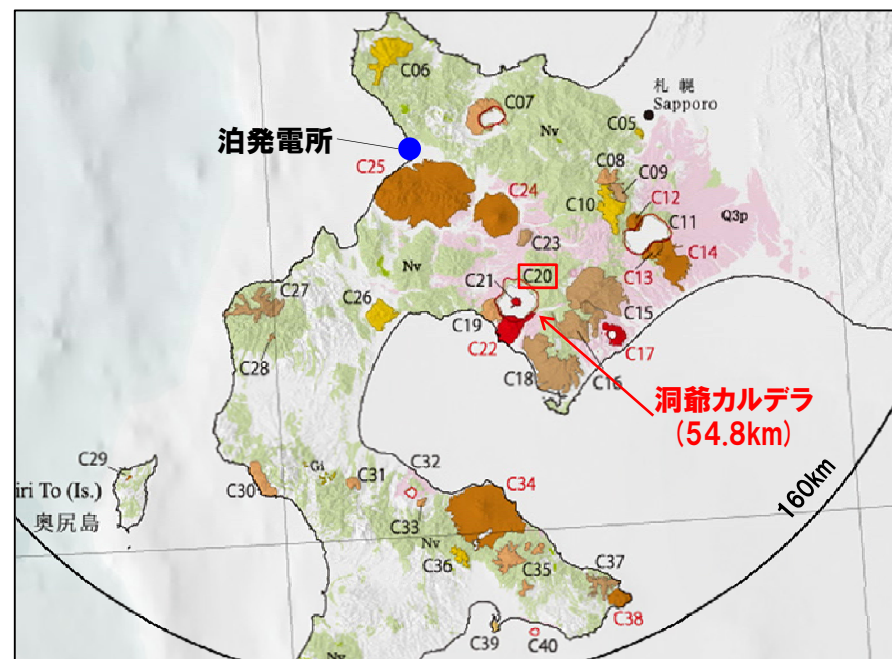 C06
C07
札 幌
Sapporo
C05
Nv
泊発電所
C25
C24
C08
C09
C12
C10
C11
Q3p
C23
C14
C13
Nv
C20
C21
C27
C26
C19
C15
C22
C17
C28
C16
C18
洞爺カルデラ
(54.8km)
C29
iri To (Is.)
奥尻島
C30
Gi
C31
C32
C34
C33
160km
Nv
C36
C35
C37
C38
C39
C40
Nv